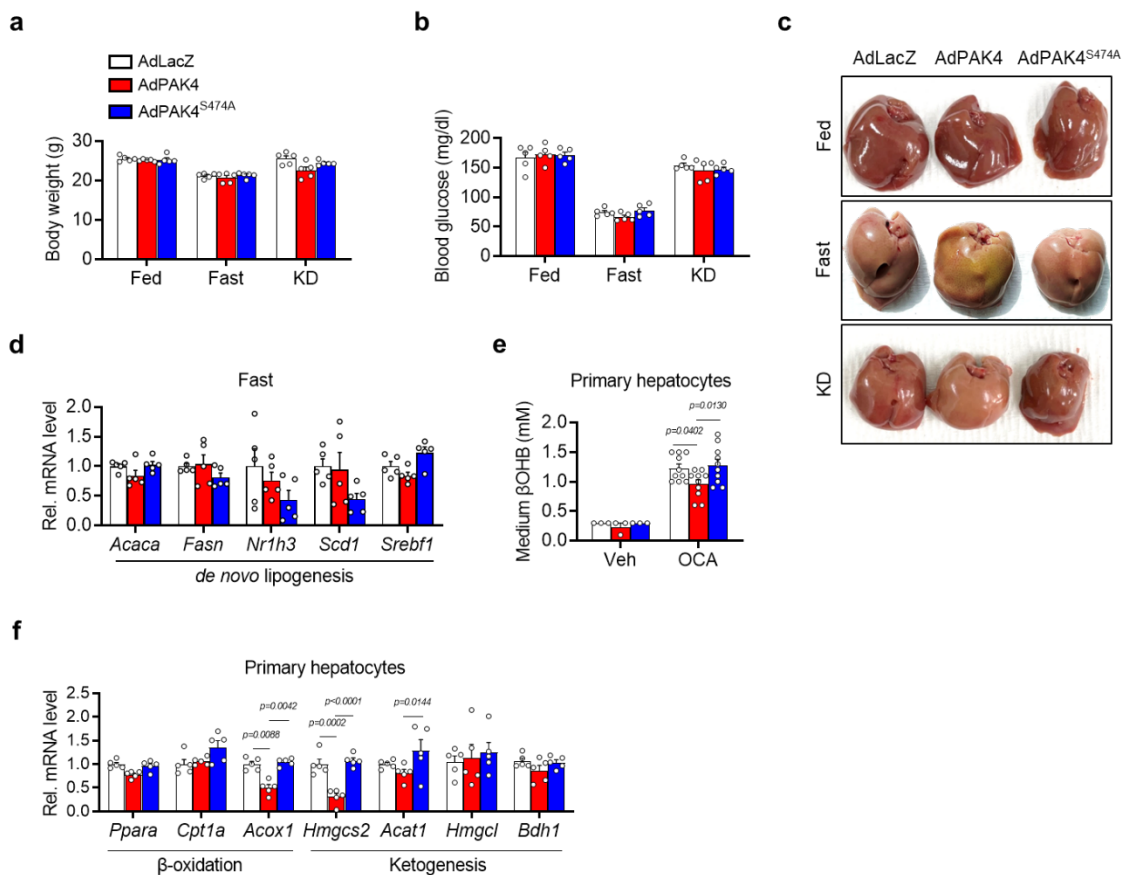 a
AdLacZ
AdPAK4
AdPAK4S474A
Body weight (g)
30
20
10
0
Fed Fast KD
b
Blood glucose (mg/dl)
200
150
100
50
0
Fed Fast KD
c
AdLacZ AdPAK4 AdPAK4S474A
Fed
Fast
KD
d
Fast
Rel. mRNA level
2.0
1.5
1.0
0.5
0.0
Acaca Fasn Nr1h3 Scd1 Srebf1
de novo lipogenesis
e
Primary hepatocytes
Medium βOHB (mM)
2.0
1.5
1.0
0.5
0.0
p=0.0130
p=0.0402
Veh OCA
f
Primary hepatocytes
Rel. mRNA level
2.5
2.0
1.5
1.0
0.5
0.0
p=0.0042
p=0.0088
p<0.0001
p=0.0002
p=0.0144
Ppara Cpt1a Acox1 Hmgcs2 Acat1 Hmgcl Bdh1
β-oxidation Ketogenesis